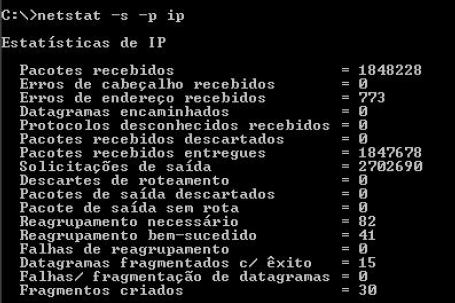 C:\>netstat -s -p ip
Estatísticas de IP
Pacotes recebidos = 1848228
Erros de cabeçalho recebidos = 0
Erros de endereço recebidos = 773
Datagramas encaminhados = 0
Protocolos desconhecidos recebidos = 0
Pacotes recebidos descartados = 0
Pacotes recebidos entregues = 1847678
Solicitações de saída = 2702690
Descartes de roteamento = 0
Pacotes de saída descartados = 0
Pacote de saída sem rota = 0
Reagrupamento necessário = 82
Reagrupamento bem-sucedido = 41
Falhas de reagrupamento = 0
Datagramas fragmentados c/ êxito = 15
Falhas/ fragmentação de datagramas = 0
Fragmentos criados = 30